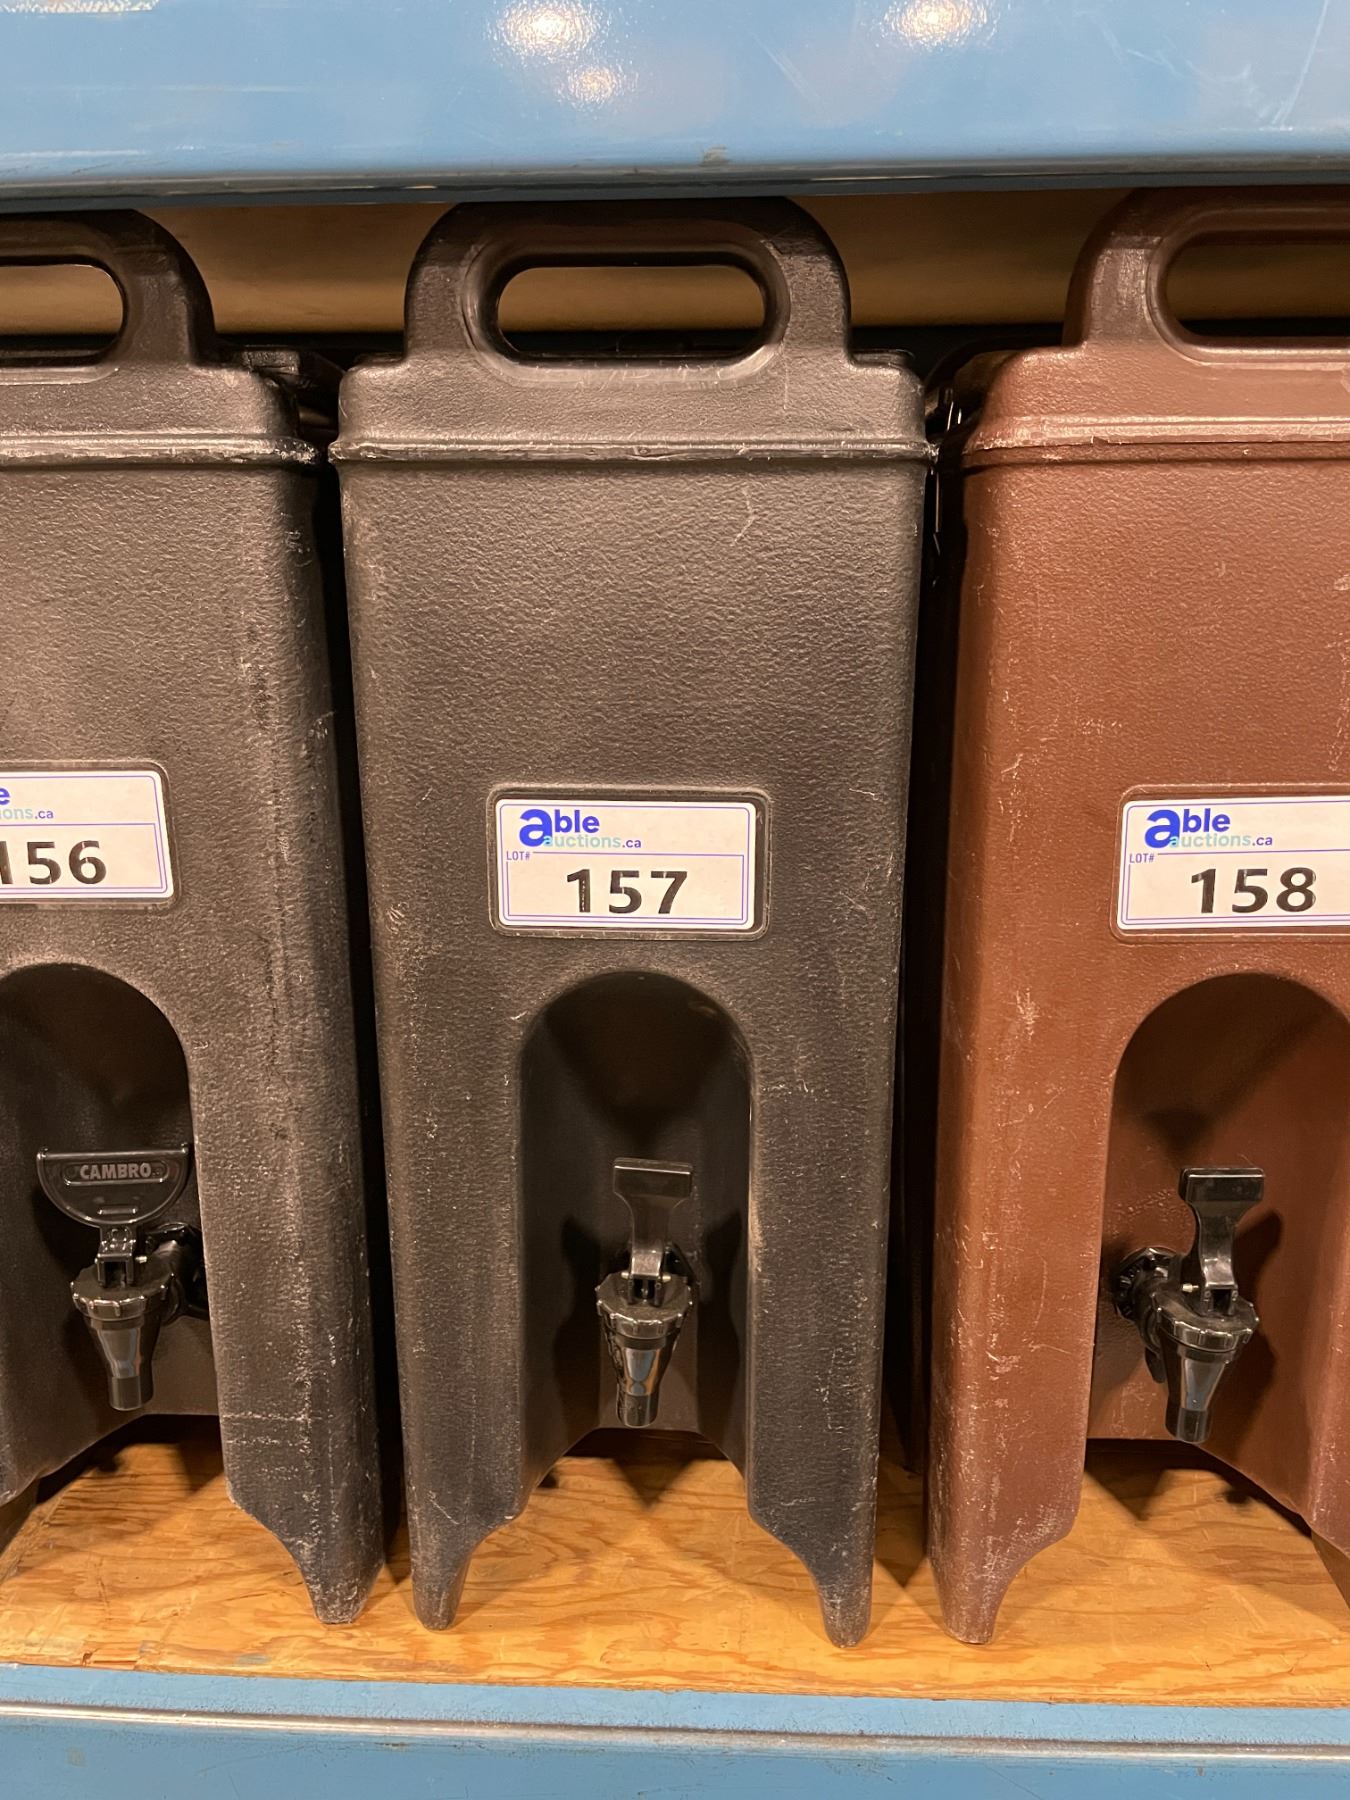 e
ions.ca
156
CAMBRO
able
auctions.ca
LOT#
157
able
auctions.ca
LOT#
158